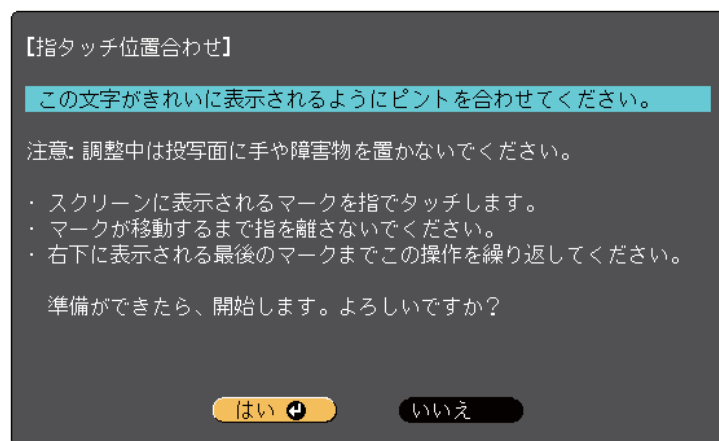 【指タッチ位置合わせ】
この文字がきれいに表示されるようにピントを合わせてください。
注意: 調整中は投写面に手や障害物を置かないでください。
・ スクリーンに表示されるマークを指でタッチします。
・ マークが移動するまで指を離さないでください。
・ 右下に表示される最後のマークまでこの操作を繰り返してください。
準備ができたら、開始します。よろしいですか？
はい いいえ